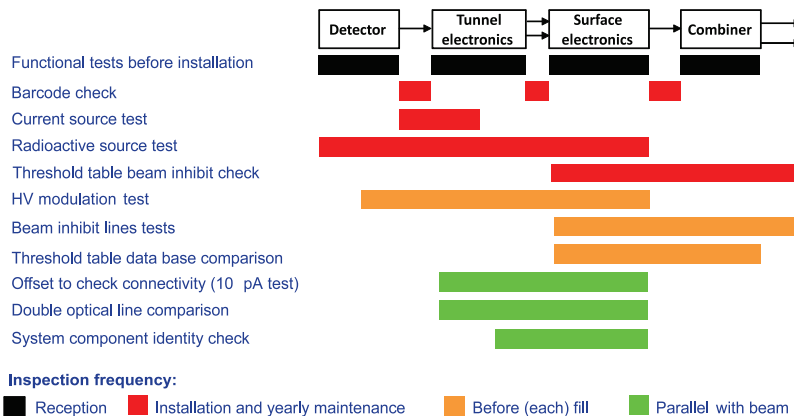 Detector
Tunnel
electronics
Surface
electronics
Combiner
Functional tests before installation
Barcode check
Current source test
Radioactive source test
Threshold table beam inhibit check
HV modulation test
Beam inhibit lines tests
Threshold table data base comparison
Offset to check connectivity (10 pA test)
Double optical line comparison
System component identity check
Inspection frequency:
Reception
Installation and yearly maintenance
Before (each) fill
Parallel with beam